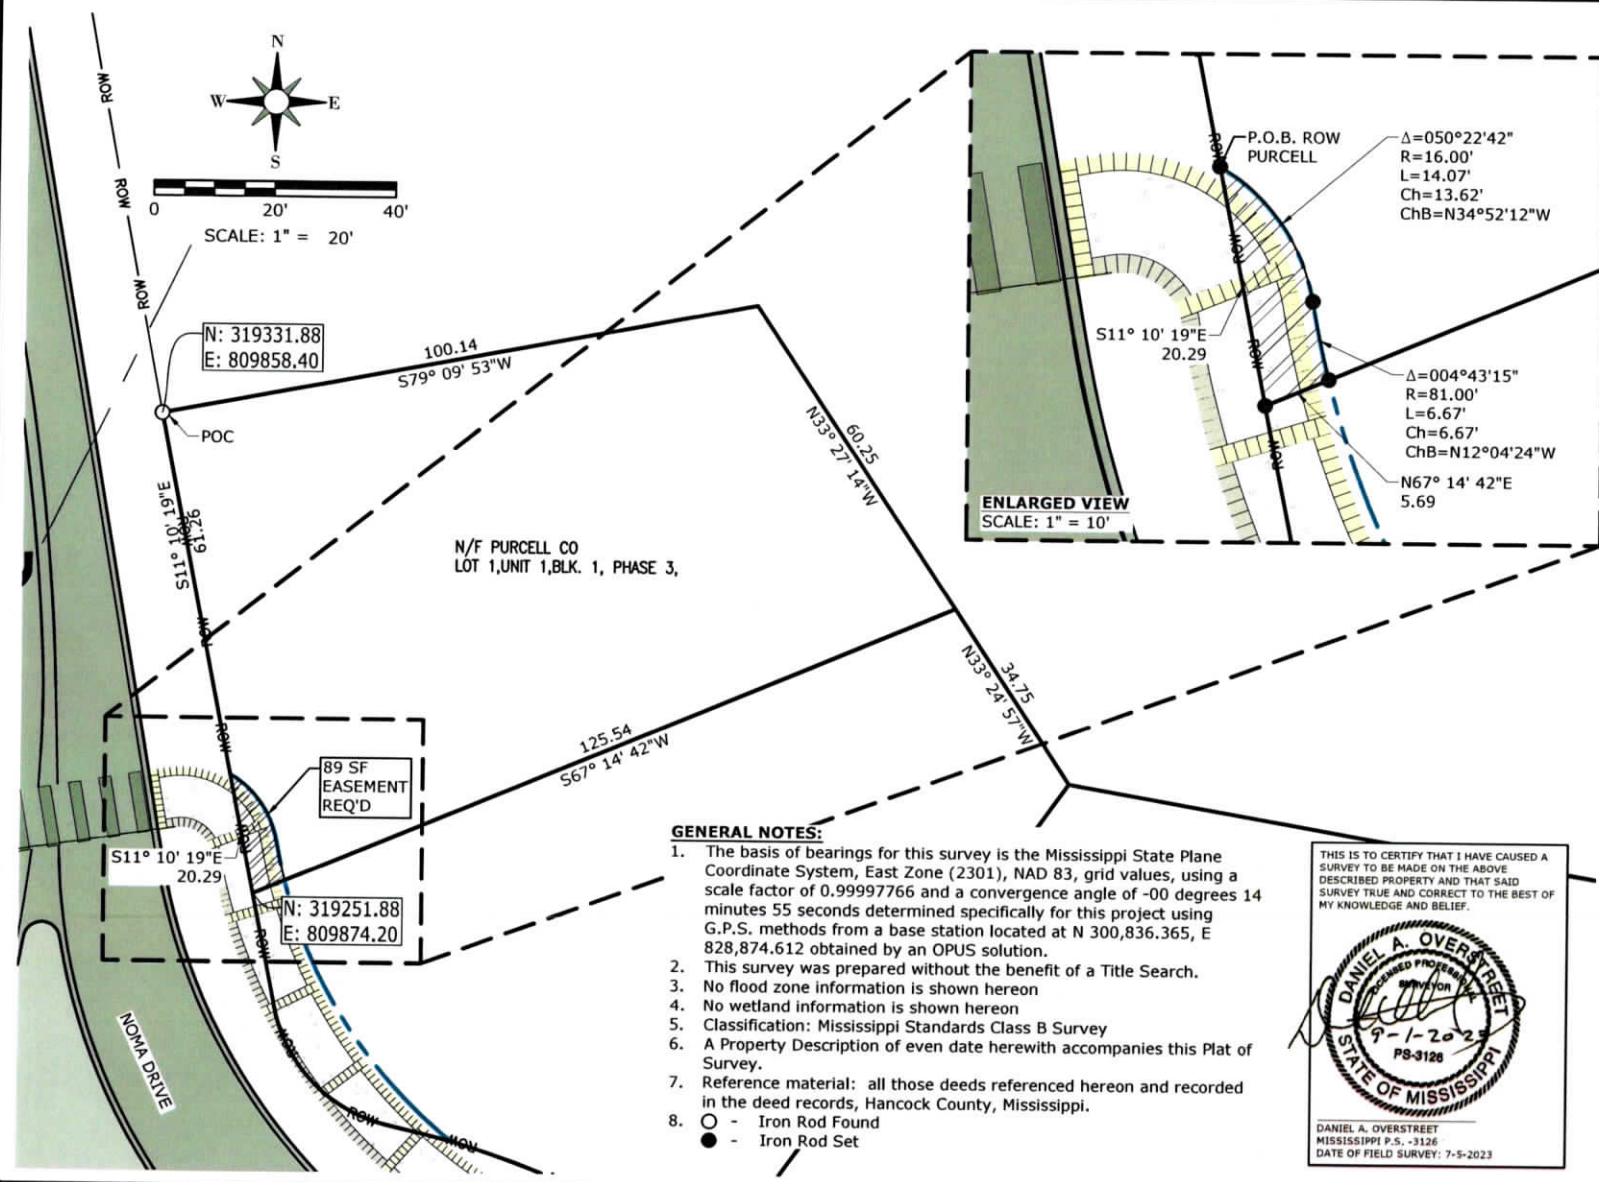 N
W E
S
0 20' 40'
SCALE: 1" = 20'
ROW
ROW
ROW
N: 319331.88
E: 809858.40
POC
100.14
S79° 09' 53"W
S11° 10' 19"E
61.26
ROW
ROW
ROW
N33° 27' 14"W
60.25
N/F PURCELL CO
LOT 1,UNIT 1,BLK. 1, PHASE 3,
N33° 24' 57"W
34.75
125.54
S67° 14' 42"W
89 SF
EASEMENT
REQ'D
S11° 10' 19"E
20.29
ROW
N: 319251.88
E: 809874.20
ROW
ROW
ROW
ROW
NOMA DRIVE
ROW
P.O.B. ROW
PURCELL
Δ=050°22'42"
R=16.00'
L=14.07'
Ch=13.62'
ChB=N34°52'12"W
ROW
S11° 10' 19"E
20.29
ROW
Δ=004°43'15"
R=81.00'
L=6.67'
Ch=6.67'
ChB=N12°04'24"W
ROW
N67° 14' 42"E
5.69
ENLARGED VIEW
SCALE: 1" = 10'
GENERAL NOTES:
1. The basis of bearings for this survey is the Mississippi State Plane
Coordinate System, East Zone (2301), NAD 83, grid values, using a
scale factor of 0.99997766 and a convergence angle of -00 degrees 14
minutes 55 seconds determined specifically for this project using
G.P.S. methods from a base station located at N 300,836.365, E
828,874.612 obtained by an OPUS solution.
2. This survey was prepared without the benefit of a Title Search.
3. No flood zone information is shown hereon
4. No wetland information is shown hereon
5. Classification: Mississippi Standards Class B Survey
6. A Property Description of even date herewith accompanies this Plat of
Survey.
7. Reference material: all those deeds referenced hereon and recorded
in the deed records, Hancock County, Mississippi.
8. - Iron Rod Found
- Iron Rod Set
THIS IS TO CERTIFY THAT I HAVE CAUSED A
SURVEY TO BE MADE ON THE ABOVE
DESCRIBED PROPERTY AND THAT SAID
SURVEY TRUE AND CORRECT TO THE BEST OF
MY KNOWLEDGE AND BELIEF.
DANIEL A. OVERSTREET
LICENSED PROFESSIONAL
SURVEYOR
9-1-2023
PS-3126
STATE OF MISSISSIPPI
DANIEL A. OVERSTREET
MISSISSIPPI P.S. -3126
DATE OF FIELD SURVEY: 7-5-2023